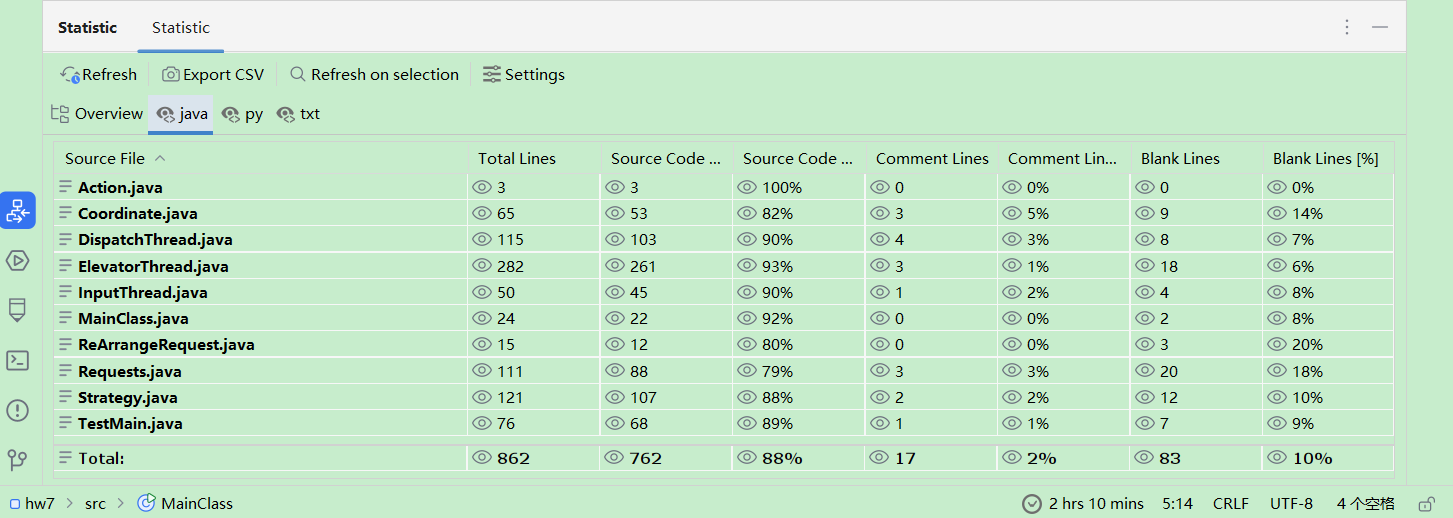 Statistic Statistic
Refresh Export CSV Refresh on selection Settings
Overview java py txt
Source File Total Lines Source Code ... Source Code ... Comment Lines Comment Lin... Blank Lines Blank Lines [%]
Action.java 3 3 100% 0 0% 0 0%
Coordinate.java 65 53 82% 3 5% 9 14%
DispatchThread.java 115 103 90% 4 3% 8 7%
ElevatorThread.java 282 261 93% 3 1% 18 6%
InputThread.java 50 45 90% 1 2% 4 8%
MainClass.java 24 22 92% 0 0% 2 8%
ReArrangeRequest.java 15 12 80% 0 0% 3 20%
Requests.java 111 88 79% 3 3% 20 18%
Strategy.java 121 107 88% 2 2% 12 10%
TestMain.java 76 68 89% 1 1% 7 9%
Total: 862 762 88% 17 2% 83 10%
hw7 > src > MainClass 2 hrs 10 mins 5:14 CRLF UTF-8 4 个空格